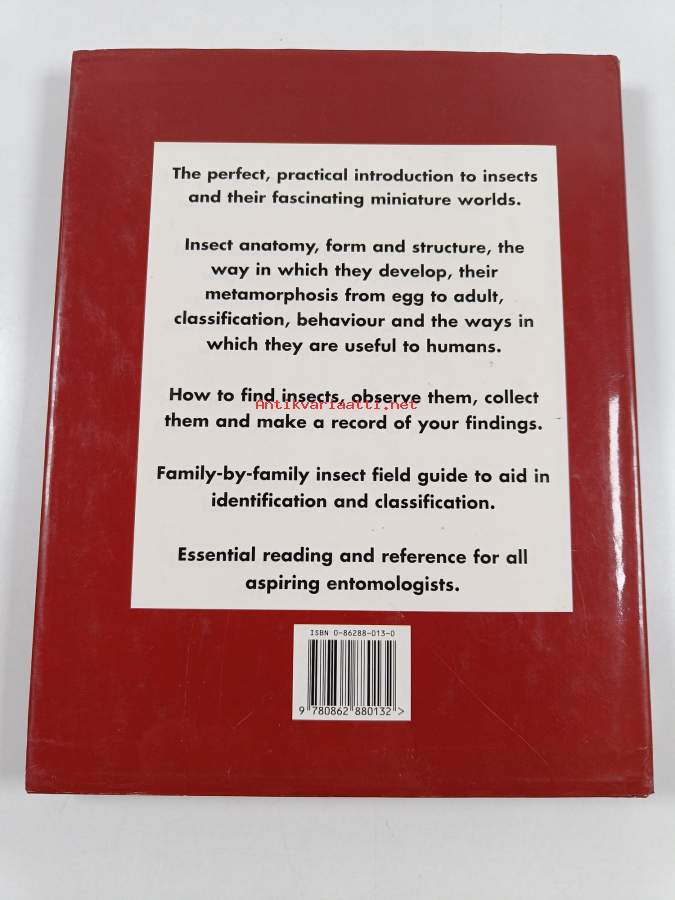 The perfect, practical introduction to insects
and their fascinating miniature worlds.
Insect anatomy, form and structure, the
way in which they develop, their
metamorphosis from egg to adult,
classification, behaviour and the ways in
which they are useful to humans.
How to find insects, observe them, collect
Antikvariaatti.net
them and make a record of your findings.
Family-by-family insect field guide to aid in
identification and classification.
Essential reading and reference for all
aspiring entomologists.
ISBN 0-86288-013-0
9 780862 880132 >